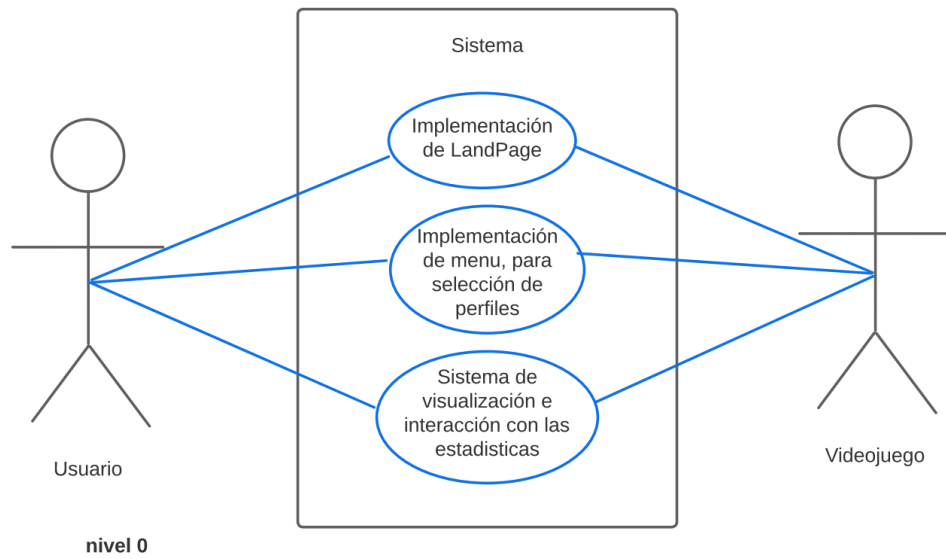 Sistema
Implementación
de LandPage
Implementación
de menu, para
selección de
perfiles
Sistema de
visualización e
interacción con las
estadisticas
Usuario
Videojuego
nivel 0